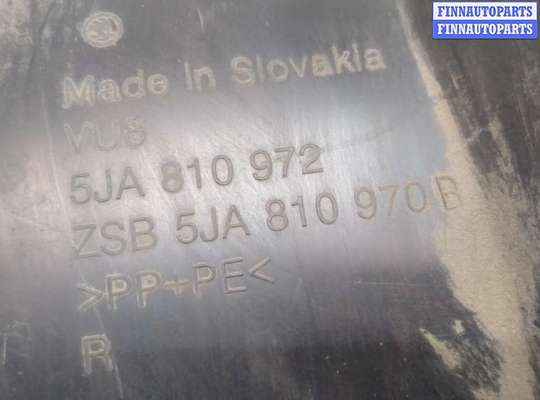 FINNAUTOPARTS
FINNAUTOPARTS
Made In Slovakia
VUS
5JA 810 972
ZSB 5JA 810 970 B
>PP+PE<
R